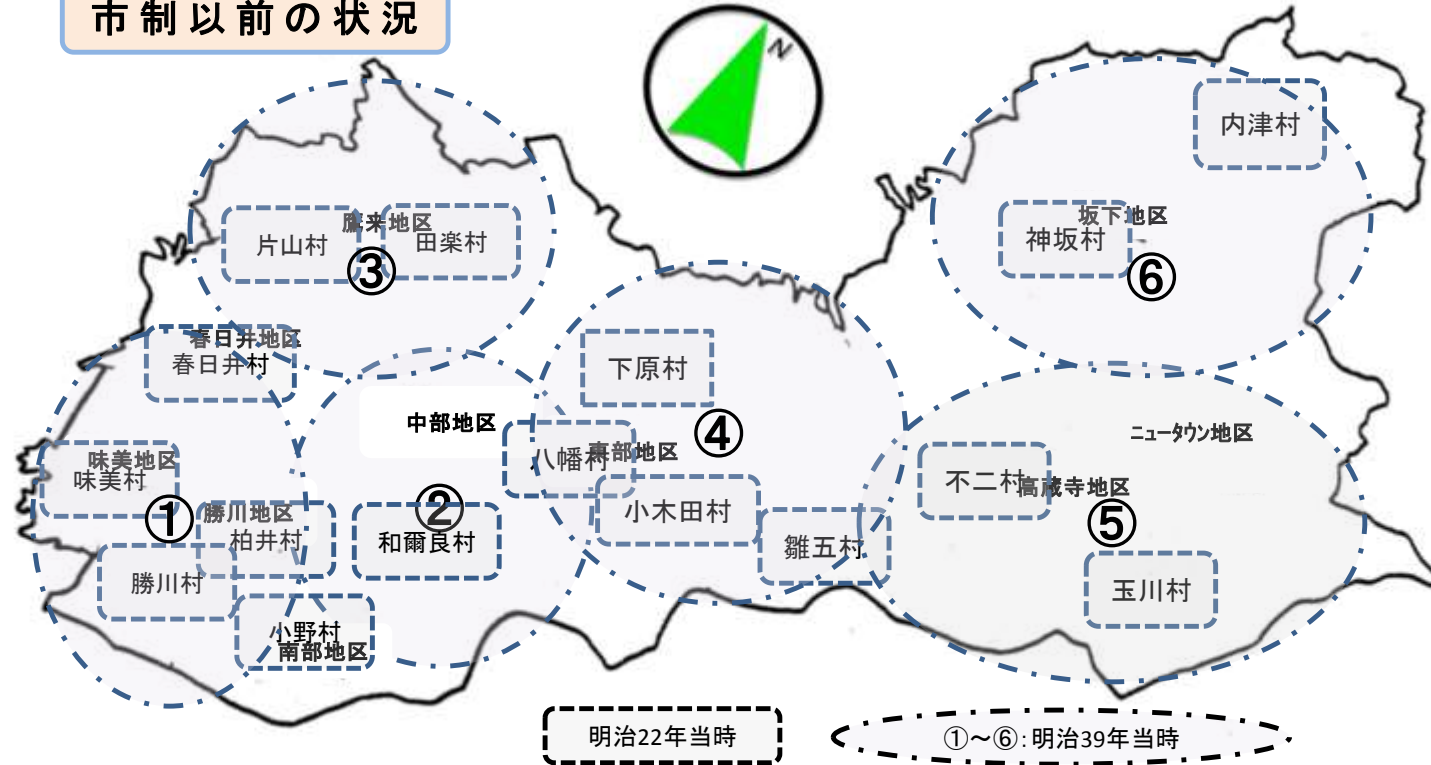 市制以前の状況
N
内津村
坂下地区
神坂村
⑥
鷹来地区
片山村
田楽村
③
春日井地区
春日井村
下原村
中部地区
④
ニュータウン地区
八幡村
東部地区
味美地区
味美村
不二村
高蔵寺地区
①
勝川地区
柏井村
②
和爾良村
小木田村
雛五村
⑤
勝川村
玉川村
小野村
南部地区
明治22年当時
①～⑥:明治39年当時